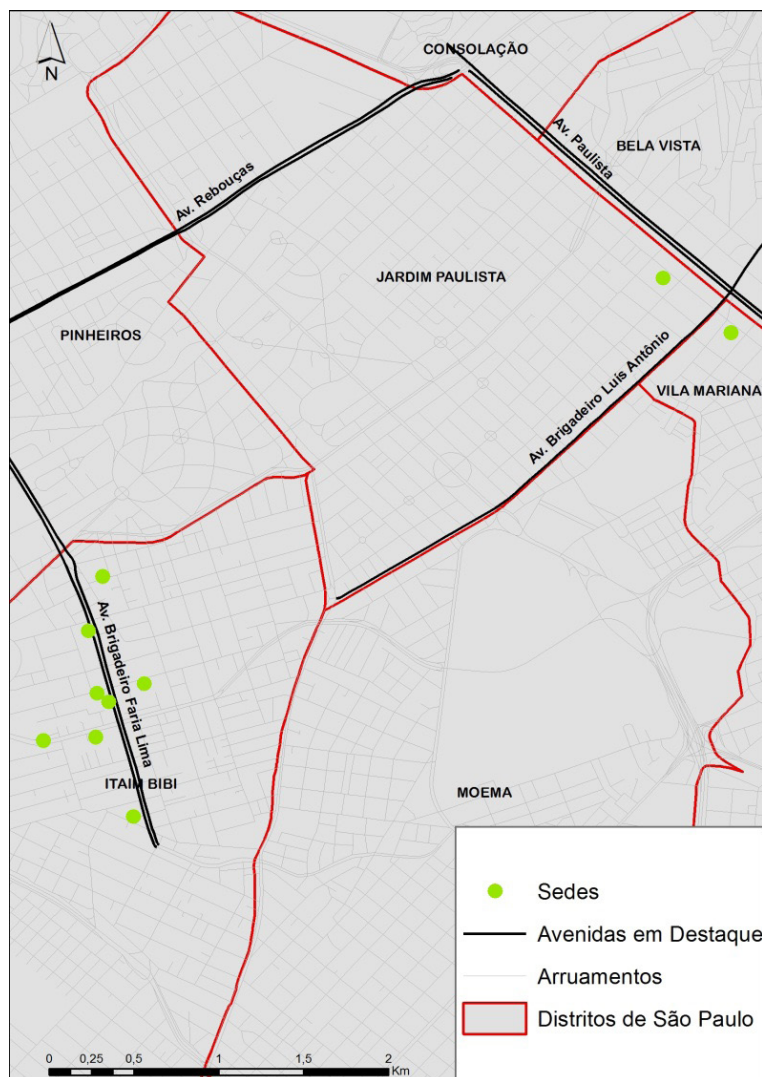 CONSOLAÇÃO
N
Av. Paulista
BELA VISTA
Av. Rebouças
JARDIM PAULISTA
PINHEIROS
Av. Brigadeiro Luís Antônio
VILA MARIANA
Av. Brigadeiro Faria Lima
ITAIM BIBI
MOEMA
Sedes
Avenidas em Destaque
Arruamentos
Distritos de São Paulo
0 0,25 0,5 1 1,5 2
Km